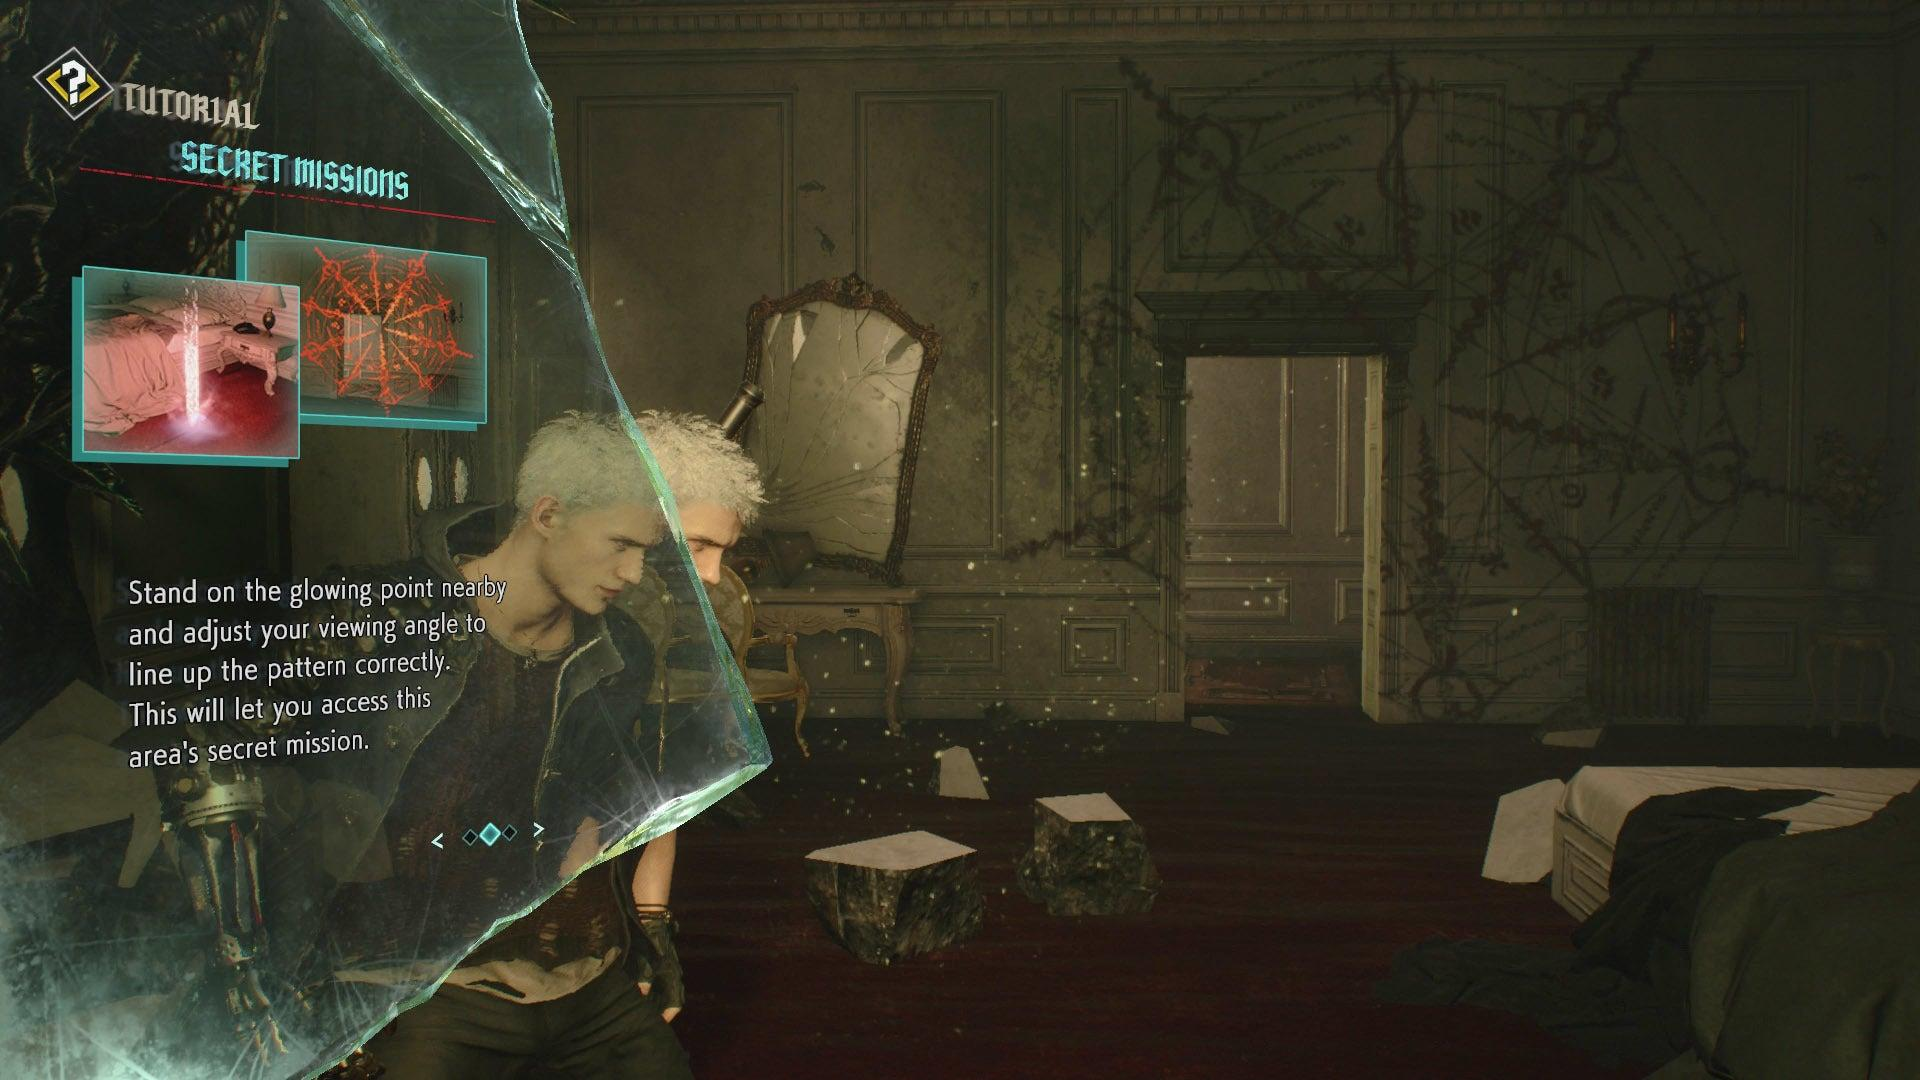 TUTORIAL
SECRET MISSIONS
Stand on the glowing point nearby
and adjust your viewing angle to
line up the pattern correctly.
This will let you access this
area's secret mission.